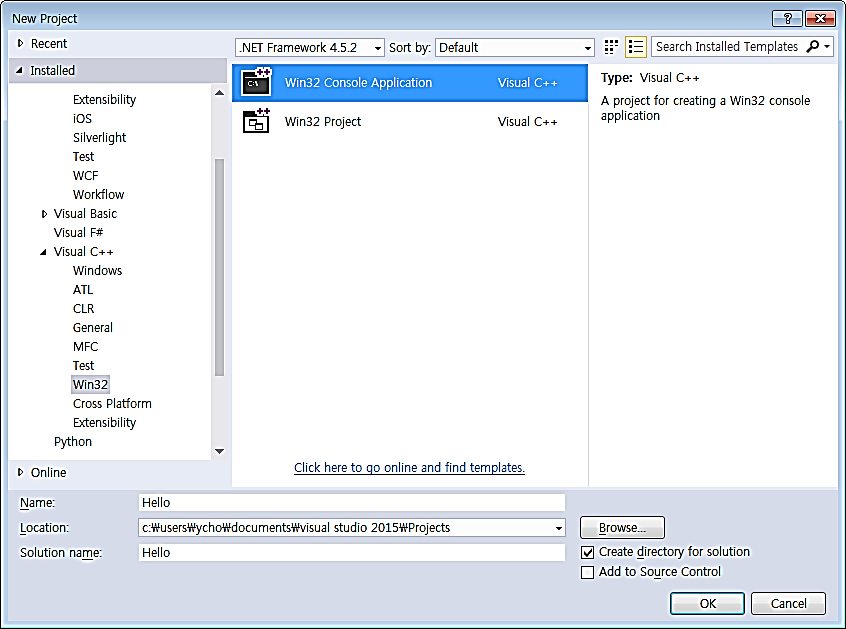 New Project
Recent
.NET Framework 4.5.2 Sort by: Default Search Installed Templates
Installed
Extensibility
iOS
Silverlight
Test
WCF
Workflow
Visual Basic
Visual F#
Visual C++
Windows
ATL
CLR
General
MFC
Test
Win32
Cross Platform
Extensibility
Python
Online
C:\
Win32 Console Application Visual C++
Win32 Project Visual C++
Click here to go online and find templates.
Type: Visual C++
A project for creating a Win32 console
application
Name: Hello
Location: c:₩users₩ycho₩documents₩visual studio 2015₩Projects Browse...
Solution name: Hello
Create directory for solution
Add to Source Control
OK Cancel